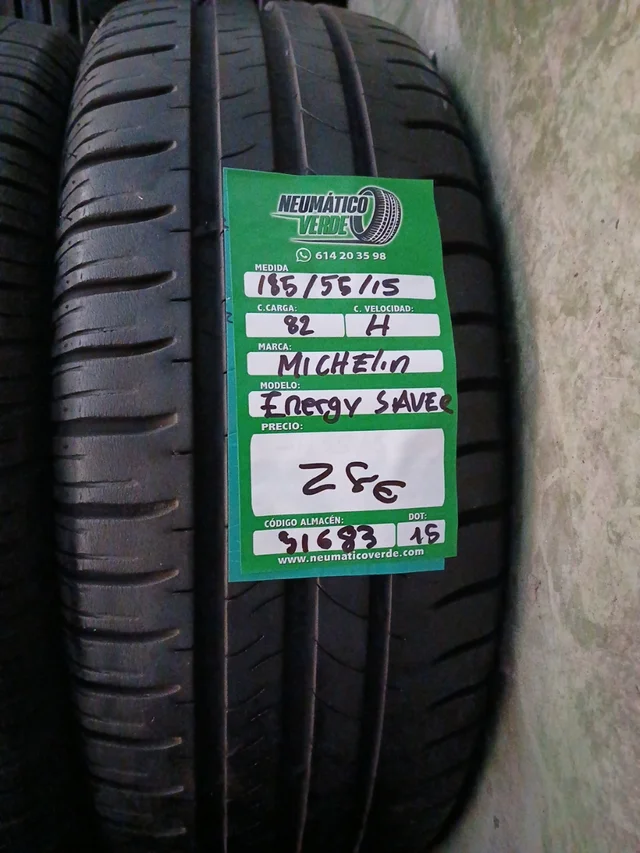 NEUMÁTICO
VERDE
614 20 35 98
MEDIDA
185/55/15
C.CARGA: C. VELOCIDAD:
82 H
MARCA:
MICHElin
MODELO:
Energy SAVER
PRECIO:
28€
CÓDIGO ALMACÉN: DOT:
51683 15
www.neumaticoverde.com